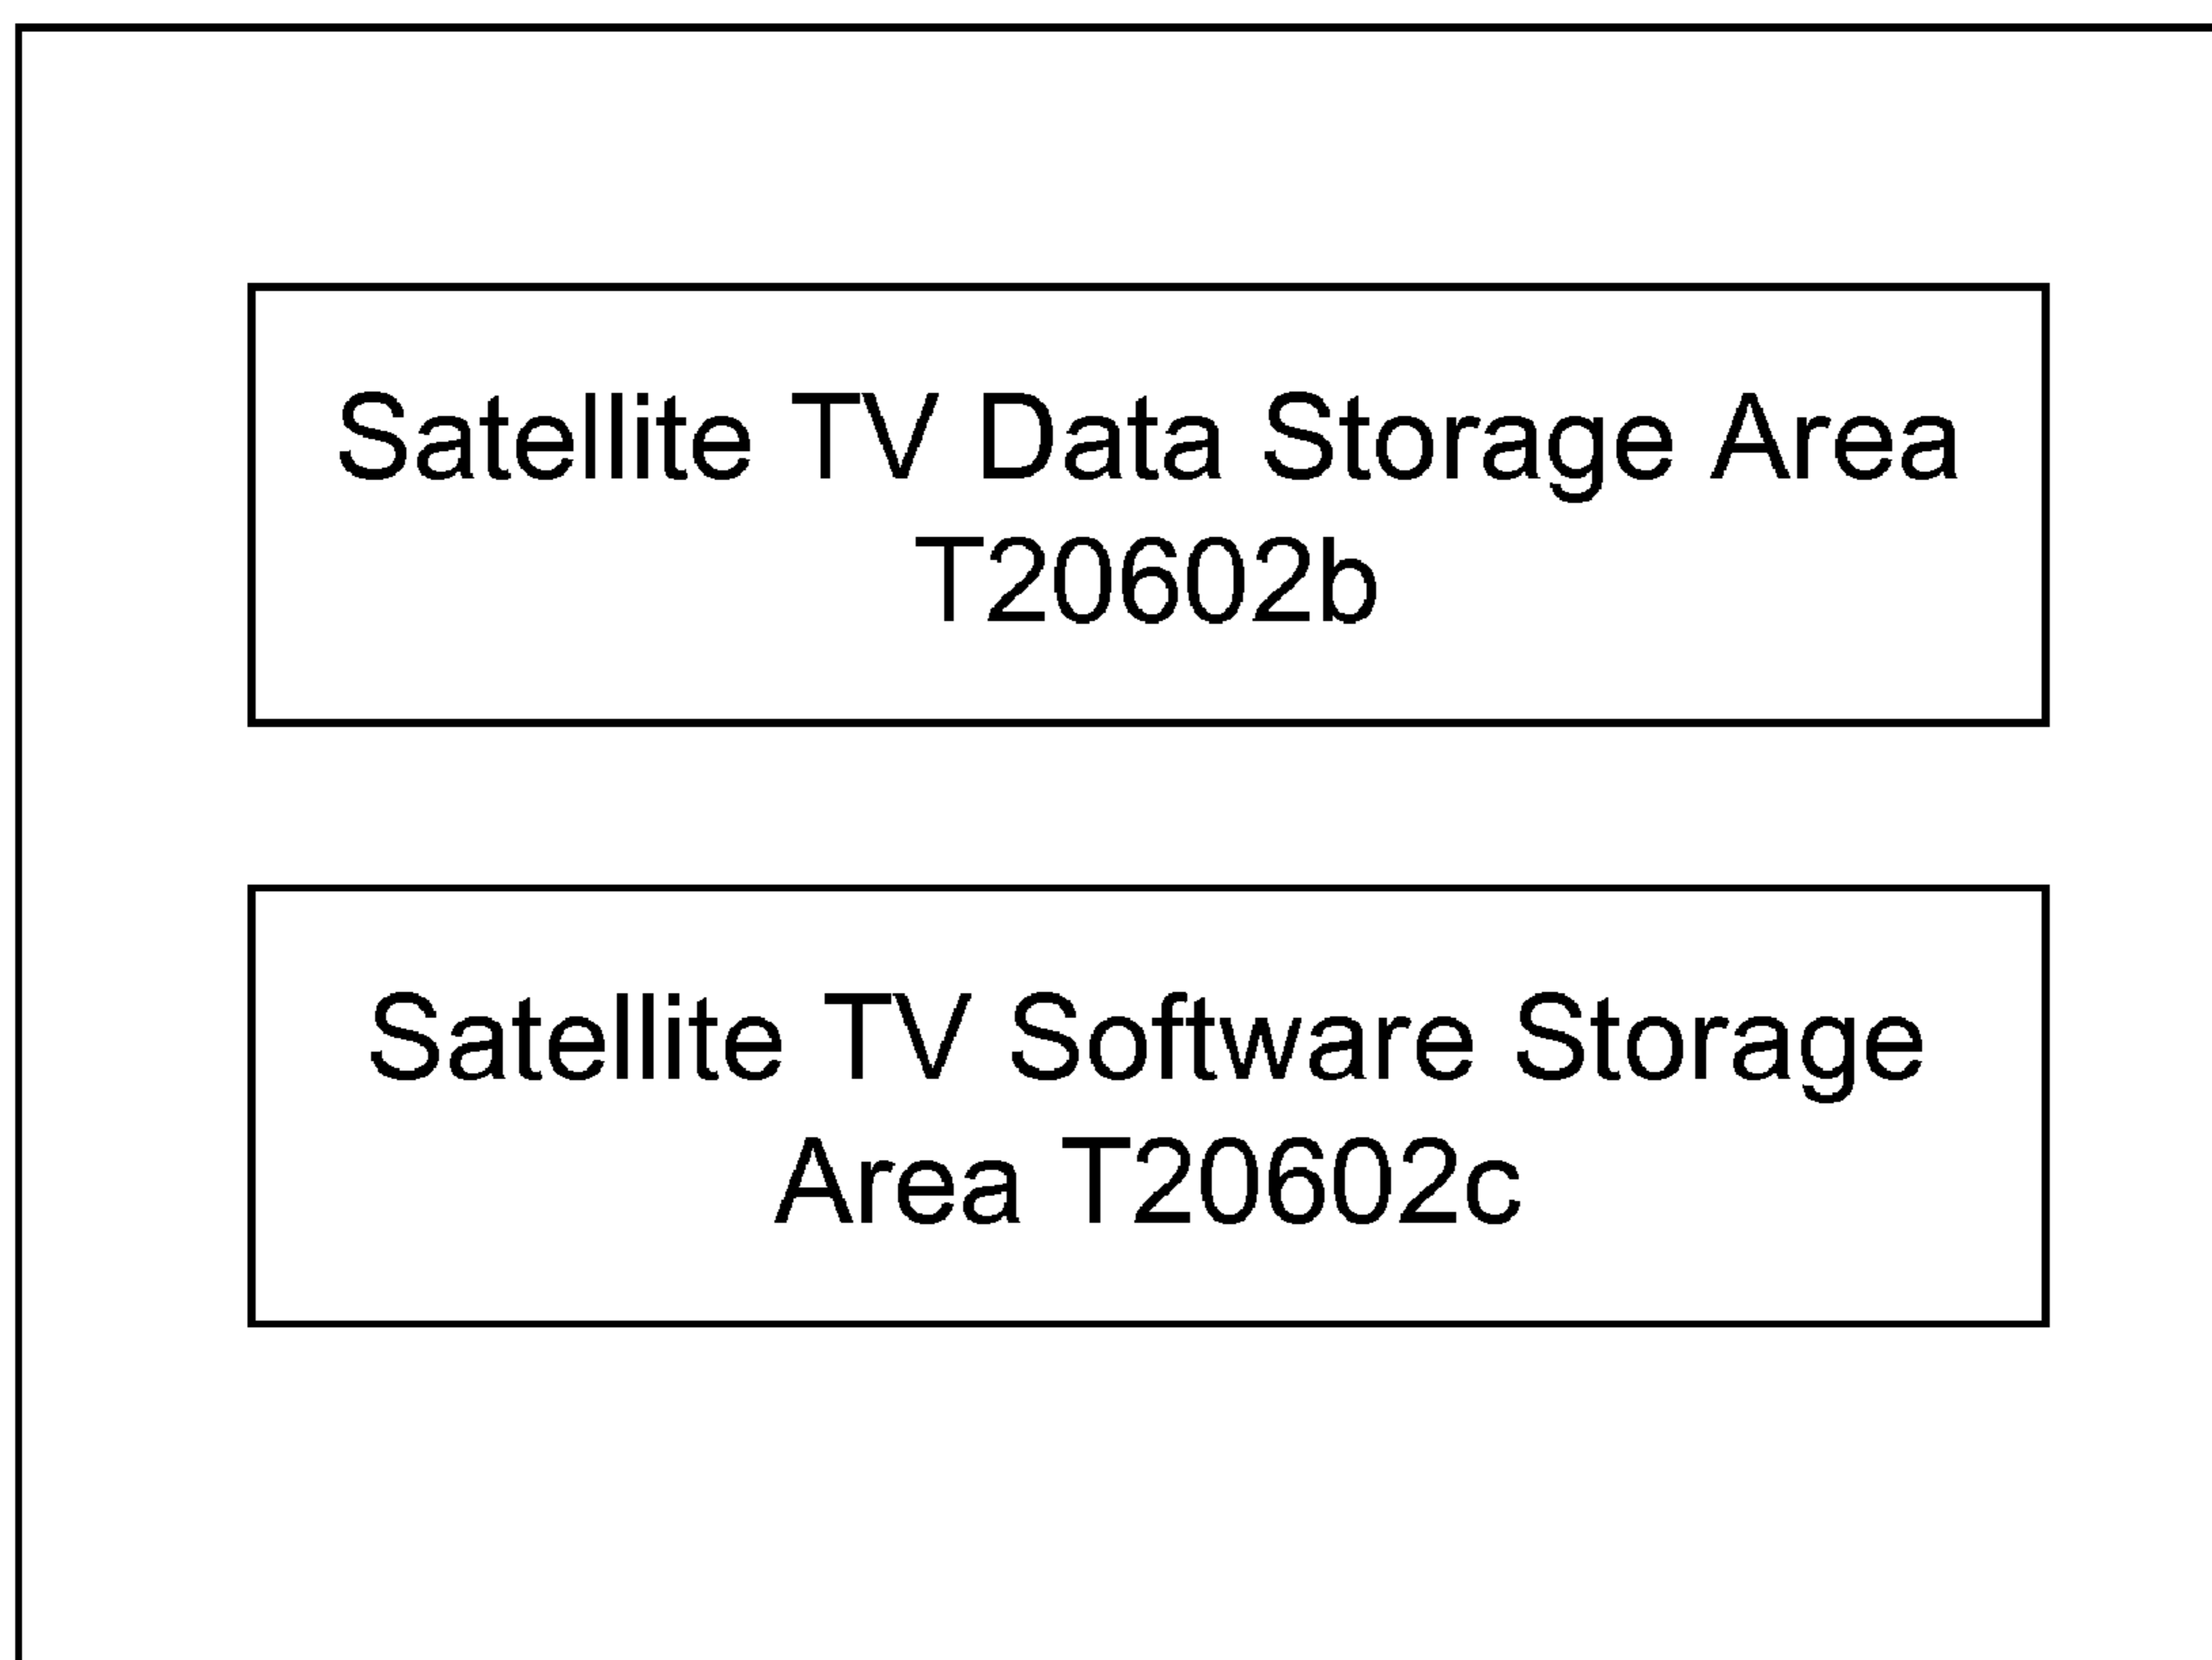 Satellite TV Data Storage Area
T20602b
Satellite TV Software Storage
Area T20602c